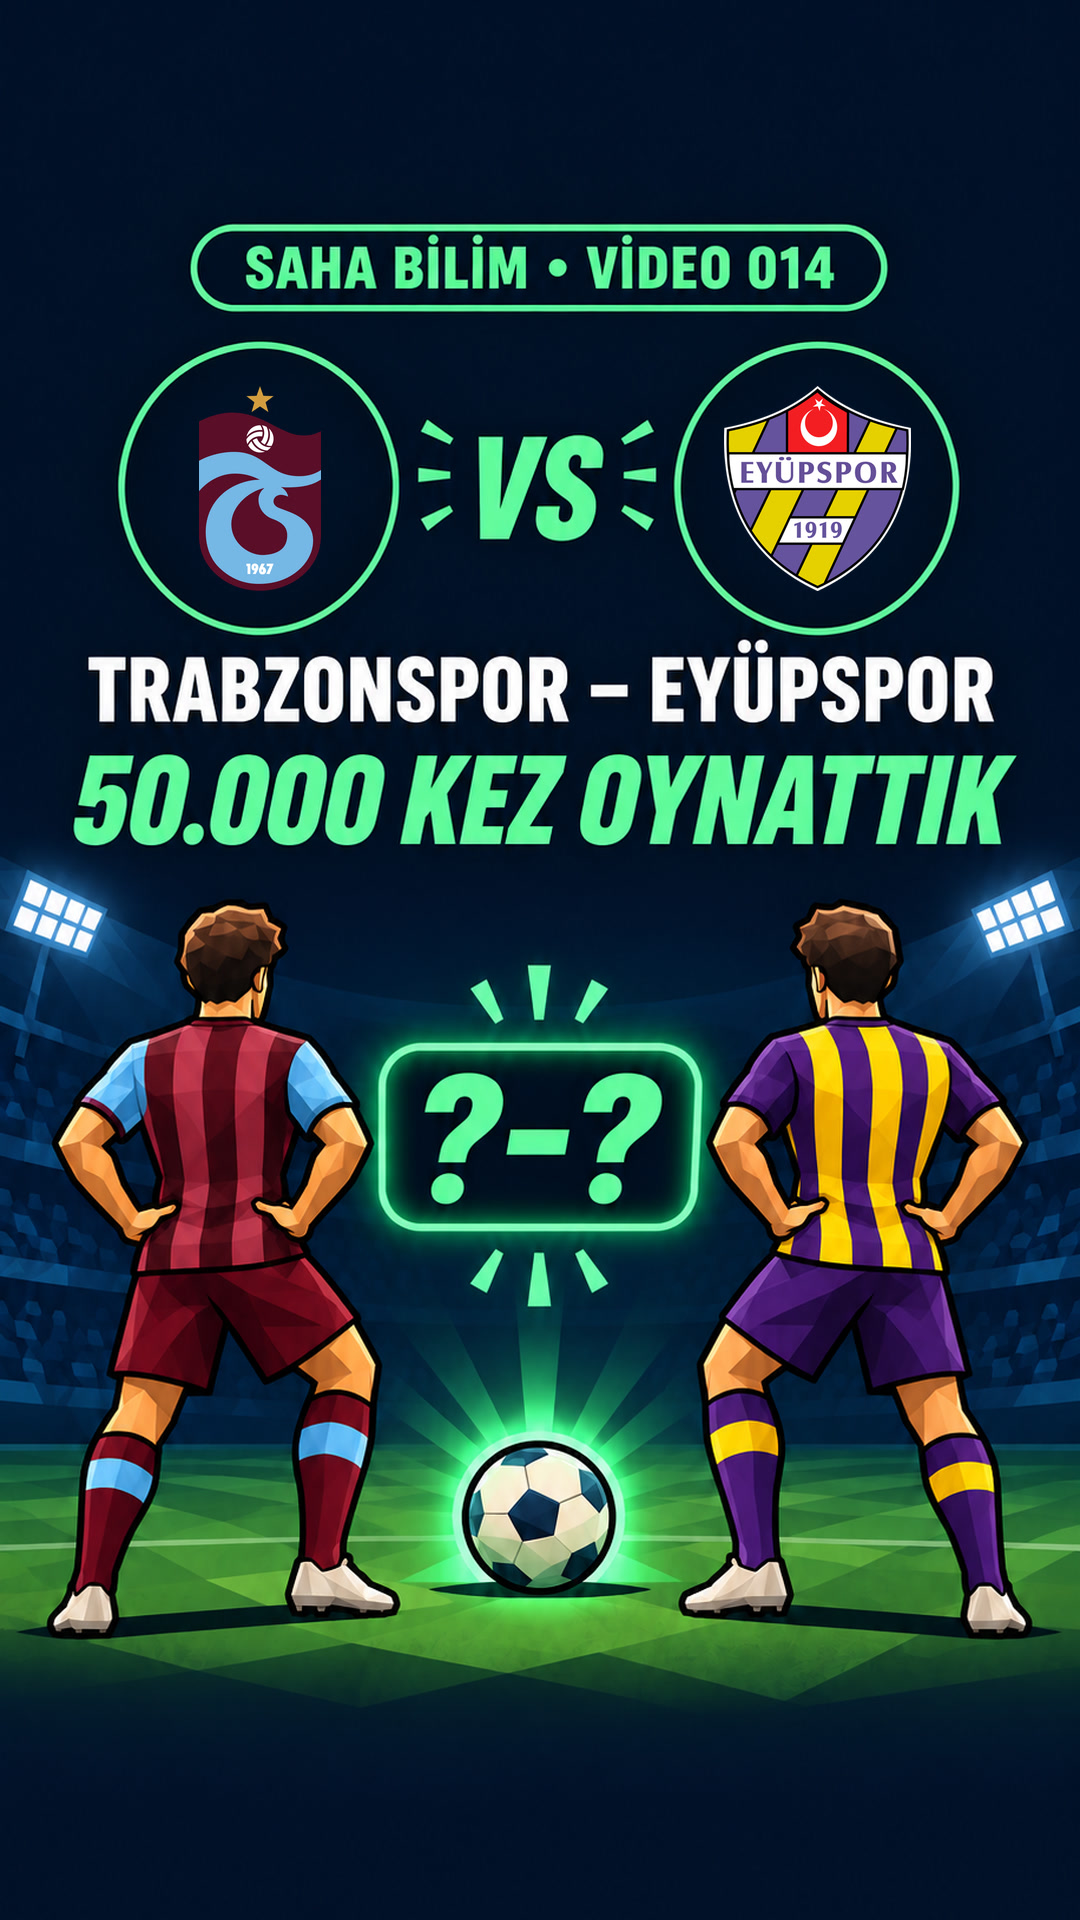 SAHA BİLİM • VİDEO 014
1967
VS
EYÜPSPOR
1919
TRABZONSPOR – EYÜPSPOR
50.000 KEZ OYNATTIK
?-?